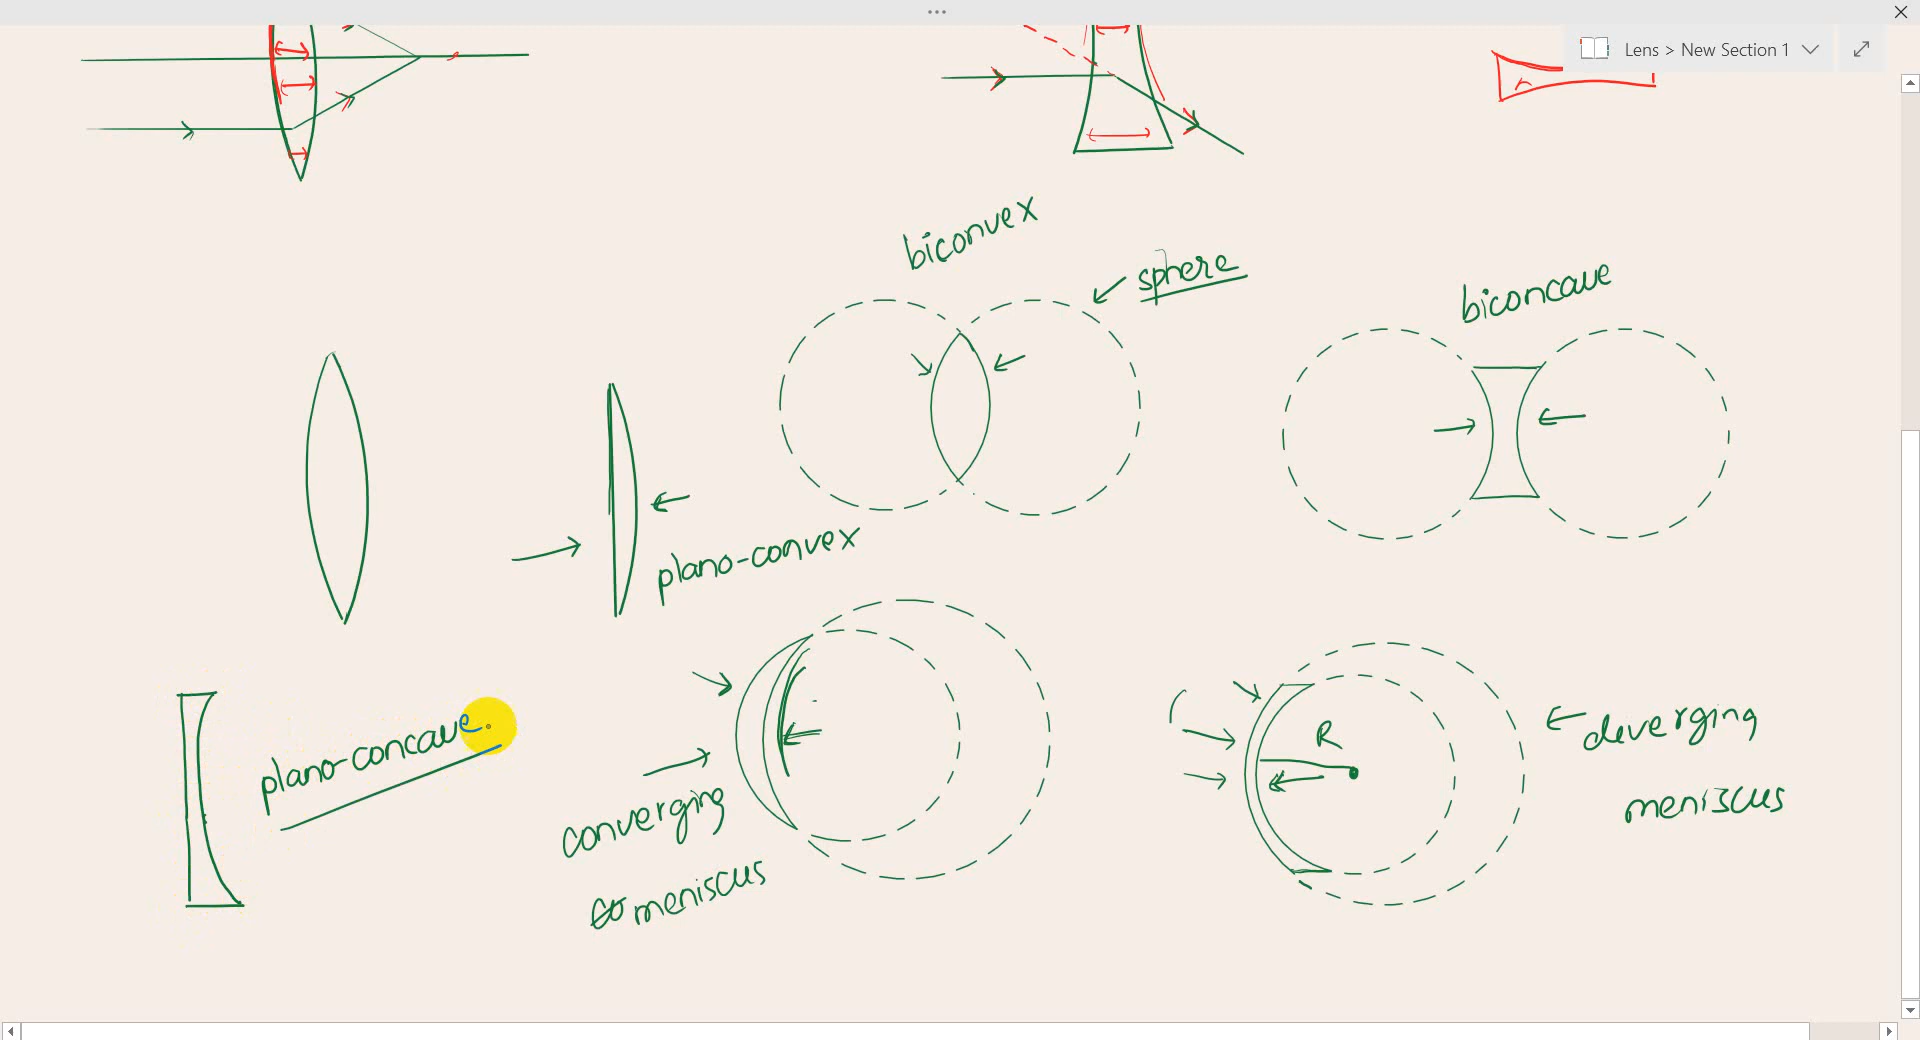 Lens > New Section 1
biconvex
sphere
biconcave
plano-convex
plano-concave.
converging
meniscus
R
diverging
meniscus